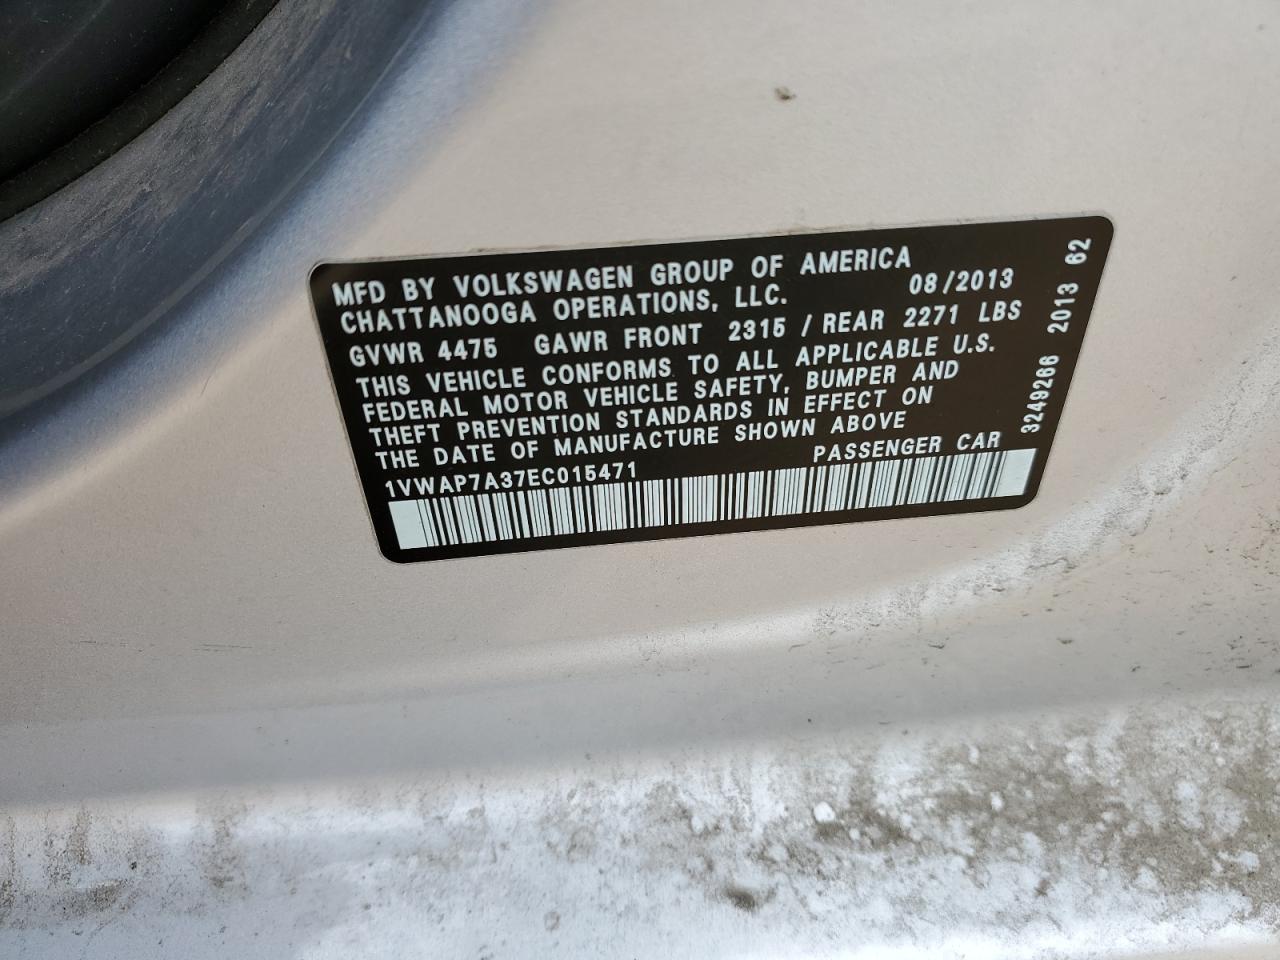 MFD BY VOLKSWAGEN GROUP OF AMERICA
CHATTANOOGA OPERATIONS, LLC. 08/2013
GVWR 4475 GAWR FRONT 2315 / REAR 2271 LBS
THIS VEHICLE CONFORMS TO ALL APPLICABLE U.S.
FEDERAL MOTOR VEHICLE SAFETY, BUMPER AND
THEFT PREVENTION STANDARDS IN EFFECT ON
THE DATE OF MANUFACTURE SHOWN ABOVE
1VWAP7A37EC015471 PASSENGER CAR
3249266 2013 62